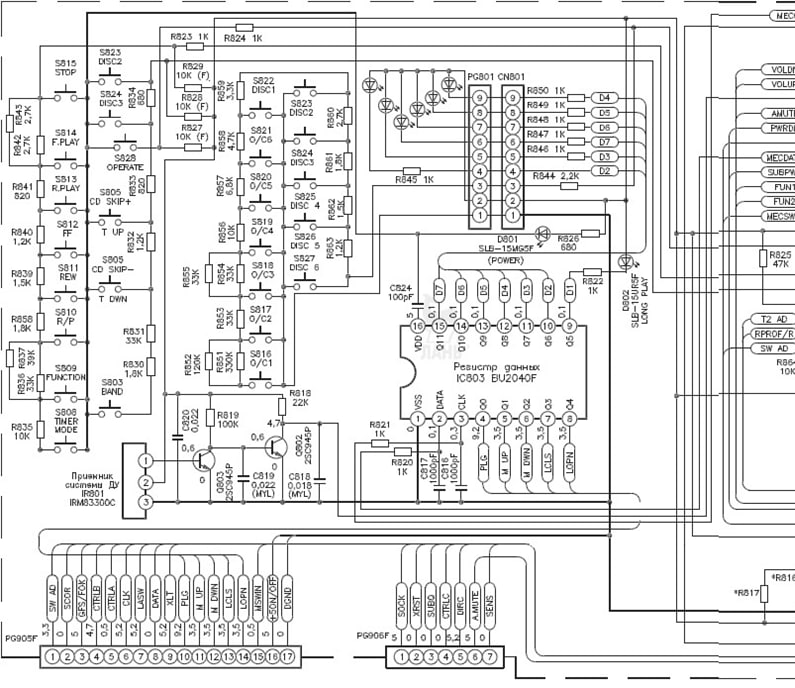 R823 1K
R824 1K
S815
STOP
S823
DISC2
S824
DISC3
R834
680
R829
10K (F)
R828
10K (F)
R827
10K (F)
R843
2,7K
R842
2,7K
S814
F.PLAY
S828
OPERATE
R841
820
S813
R.PLAY
S805
CD SKIP+
T UP
R833
820
R840
1,2K
S812
FF
R832
1,2K
R839
1,5K
S811
REW
S805
CD SKIP-
T DWN
R858
1,8K
S810
R/P
R831
33K
R837
39K
R836
33K
S809
FUNCTION
R830
1,8K
S803
BAND
R835
10K
S808
TIMER
MODE
R859
3,3K
S822
DISC1
S823
DISC2
R860
2,7K
R858
4,7K
S821
O/C6
S824
DISC3
R861
1,8K
R857
6,8K
S820
O/C5
S825
DISC 4
R862
1,5K
R856
10K
S819
O/C4
S826
DISC 5
R863
1,2K
R855
33K
R854
33K
S818
O/C3
S827
DISC 6
R853
33K
S817
O/C2
R852
120K
R851
330K
S816
O/C1
R818
22K
PG801 CN801
9 8 7 6 5 4 3 2 1
9 8 7 6 5 4 3 2 1
R850 1K
D4
R849 1K
D5
R848 1K
D6
R847 1K
D7
R846 1K
D3
D2
R844 2,2K
R845 1K
D801
SLB-15MG5F
(POWER)
R826
680
R822
1K
D802
SLB-15UR5F
LONG PLAY
C824
100pF
D7 D6 D5 D4 D3 D2 D1
5 0,1 0,1 0,1 0,1 0,1 0,1 0,1
16 15 14 13 12 11 10 9
VDD Q11 Q10 Q9 Q8 Q7 Q6 Q5
ЛАНЬ
Регистр данных
IC803 BU2040F
VSS DATA CLK Q0 Q1 Q2 Q3 Q4
1 2 3 4 5 6 7 8
0 0,1 0,1 9,2 3,5 3,5 3,5 3,5
PLG M UP M DWN LCLS LOPN
R821
1K
R820
1K
C817
1000pF
C816
1000pF
C820
0,022
R819
100K
4,7
0,6
0
Q802
2SC945P
0,6
0
Q803
2SC945P
C819
0,022
(MYL)
C818
0,018
(MYL)
Приемник
системы ДУ
IR801
IRM8330OC
1
2
3
MEC
VOLD
VOLUP
AMUT
PWRD
MECDAT
SUBPW
FUN1
FUN2
MECSW
R825
47K
T2 AD
RPROF/R
SW AD
R864
10K
*R816
*R817
SW AD SCOR GFS/FOK CTRLB CTRLA CLK LASW DATA XLT PLG M UP M DWN LCLS LOPN MSWIN +5ON/OFF DGND
3,3 0 5 4,7 0,5 5,2 5,2 0 5,2 9,2 3,5 3,5 3,5 3,5 0,5 5 0
PG905F
1 2 3 4 5 6 7 8 9 10 11 12 13 14 15 16 17
SOCK XRST SUBQ CTRLC DIRC A.MUTE SENS
5 0 0 0 5,2 5 0
PG906F
1 2 3 4 5 6 7